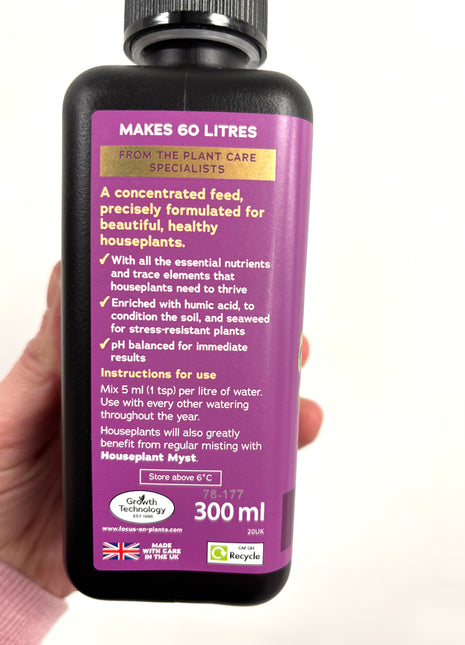 MAKES 60 LITRES
FROM THE PLANT CARE
SPECIALISTS
A concentrated feed,
precisely formulated for
beautiful, healthy
houseplants.
✓With all the essential nutrients
and trace elements that
houseplants need to thrive
✓Enriched with humic acid, to
condition the soil, and seaweed
for stress-resistant plants
✓pH balanced for immediate
results
Instructions for use
Mix 5 ml (1 tsp) per litre of water.
Use with every other watering
throughout the year.
Houseplants will also greatly
benefit from regular misting with
Houseplant Myst.
Store above 6°C
78-177
Growth
Technology
EST. 1985
300 ml
www.focus-on-plants.com
20UK
MADE
WITH CARE
IN THE UK
CAP ON
Recycle